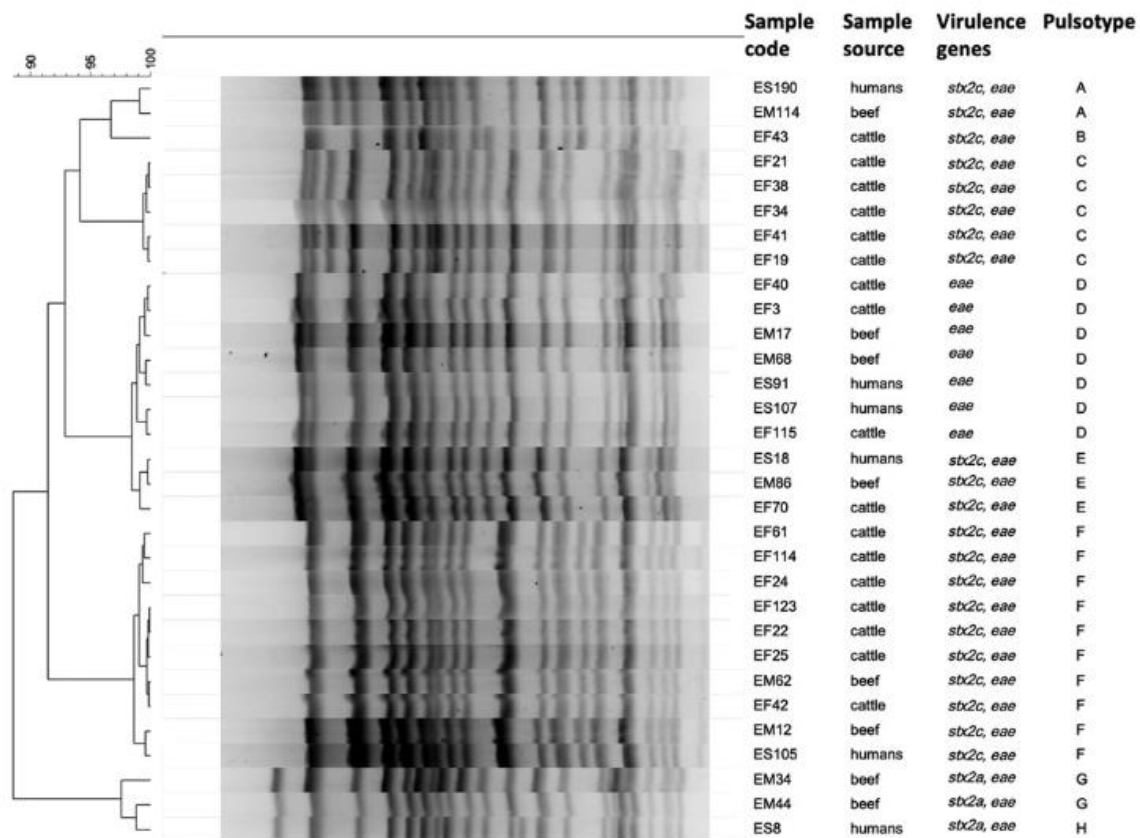 Sample code Sample source Virulence genes Pulsotype
90 95 100
ES190 humans stx2c, eae A
EM114 beef stx2c, eae A
EF43 cattle stx2c, eae B
EF21 cattle stx2c, eae C
EF38 cattle stx2c, eae C
EF34 cattle stx2c, eae C
EF41 cattle stx2c, eae C
EF19 cattle stx2c, eae C
EF40 cattle eae D
EF3 cattle eae D
EM17 beef eae D
EM68 beef eae D
ES91 humans eae D
ES107 humans eae D
EF115 cattle eae D
ES18 humans stx2c, eae E
EM86 beef stx2c, eae E
EF70 cattle stx2c, eae E
EF61 cattle stx2c, eae F
EF114 cattle stx2c, eae F
EF24 cattle stx2c, eae F
EF123 cattle stx2c, eae F
EF22 cattle stx2c, eae F
EF25 cattle stx2c, eae F
EM62 beef stx2c, eae F
EF42 cattle stx2c, eae F
EM12 beef stx2c, eae F
ES105 humans stx2c, eae F
EM34 beef stx2a, eae G
EM44 beef stx2a, eae G
ES8 humans stx2a, eae H